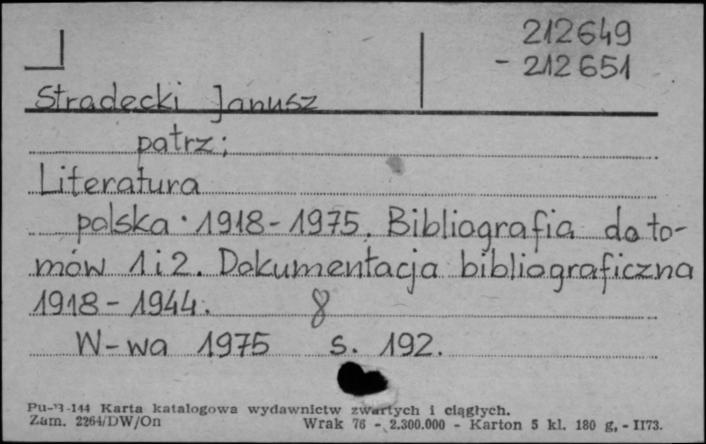 212649
- 212651
Stradecki Janusz
patrz:
Literatura
polska 1918-1975. Bibliografia do to-
mów 1 i 2. Dokumentacja bibliograficzna
1918-1944. 8
W-wa 1975 s. 192.
Pu-B-144 Karta katalogowa wydawnictw zwartych i ciągłych.
Zam. 2264/DW/On Wrak 76 - 2.300.000 - Karton 5 kl. 180 g. - II73.